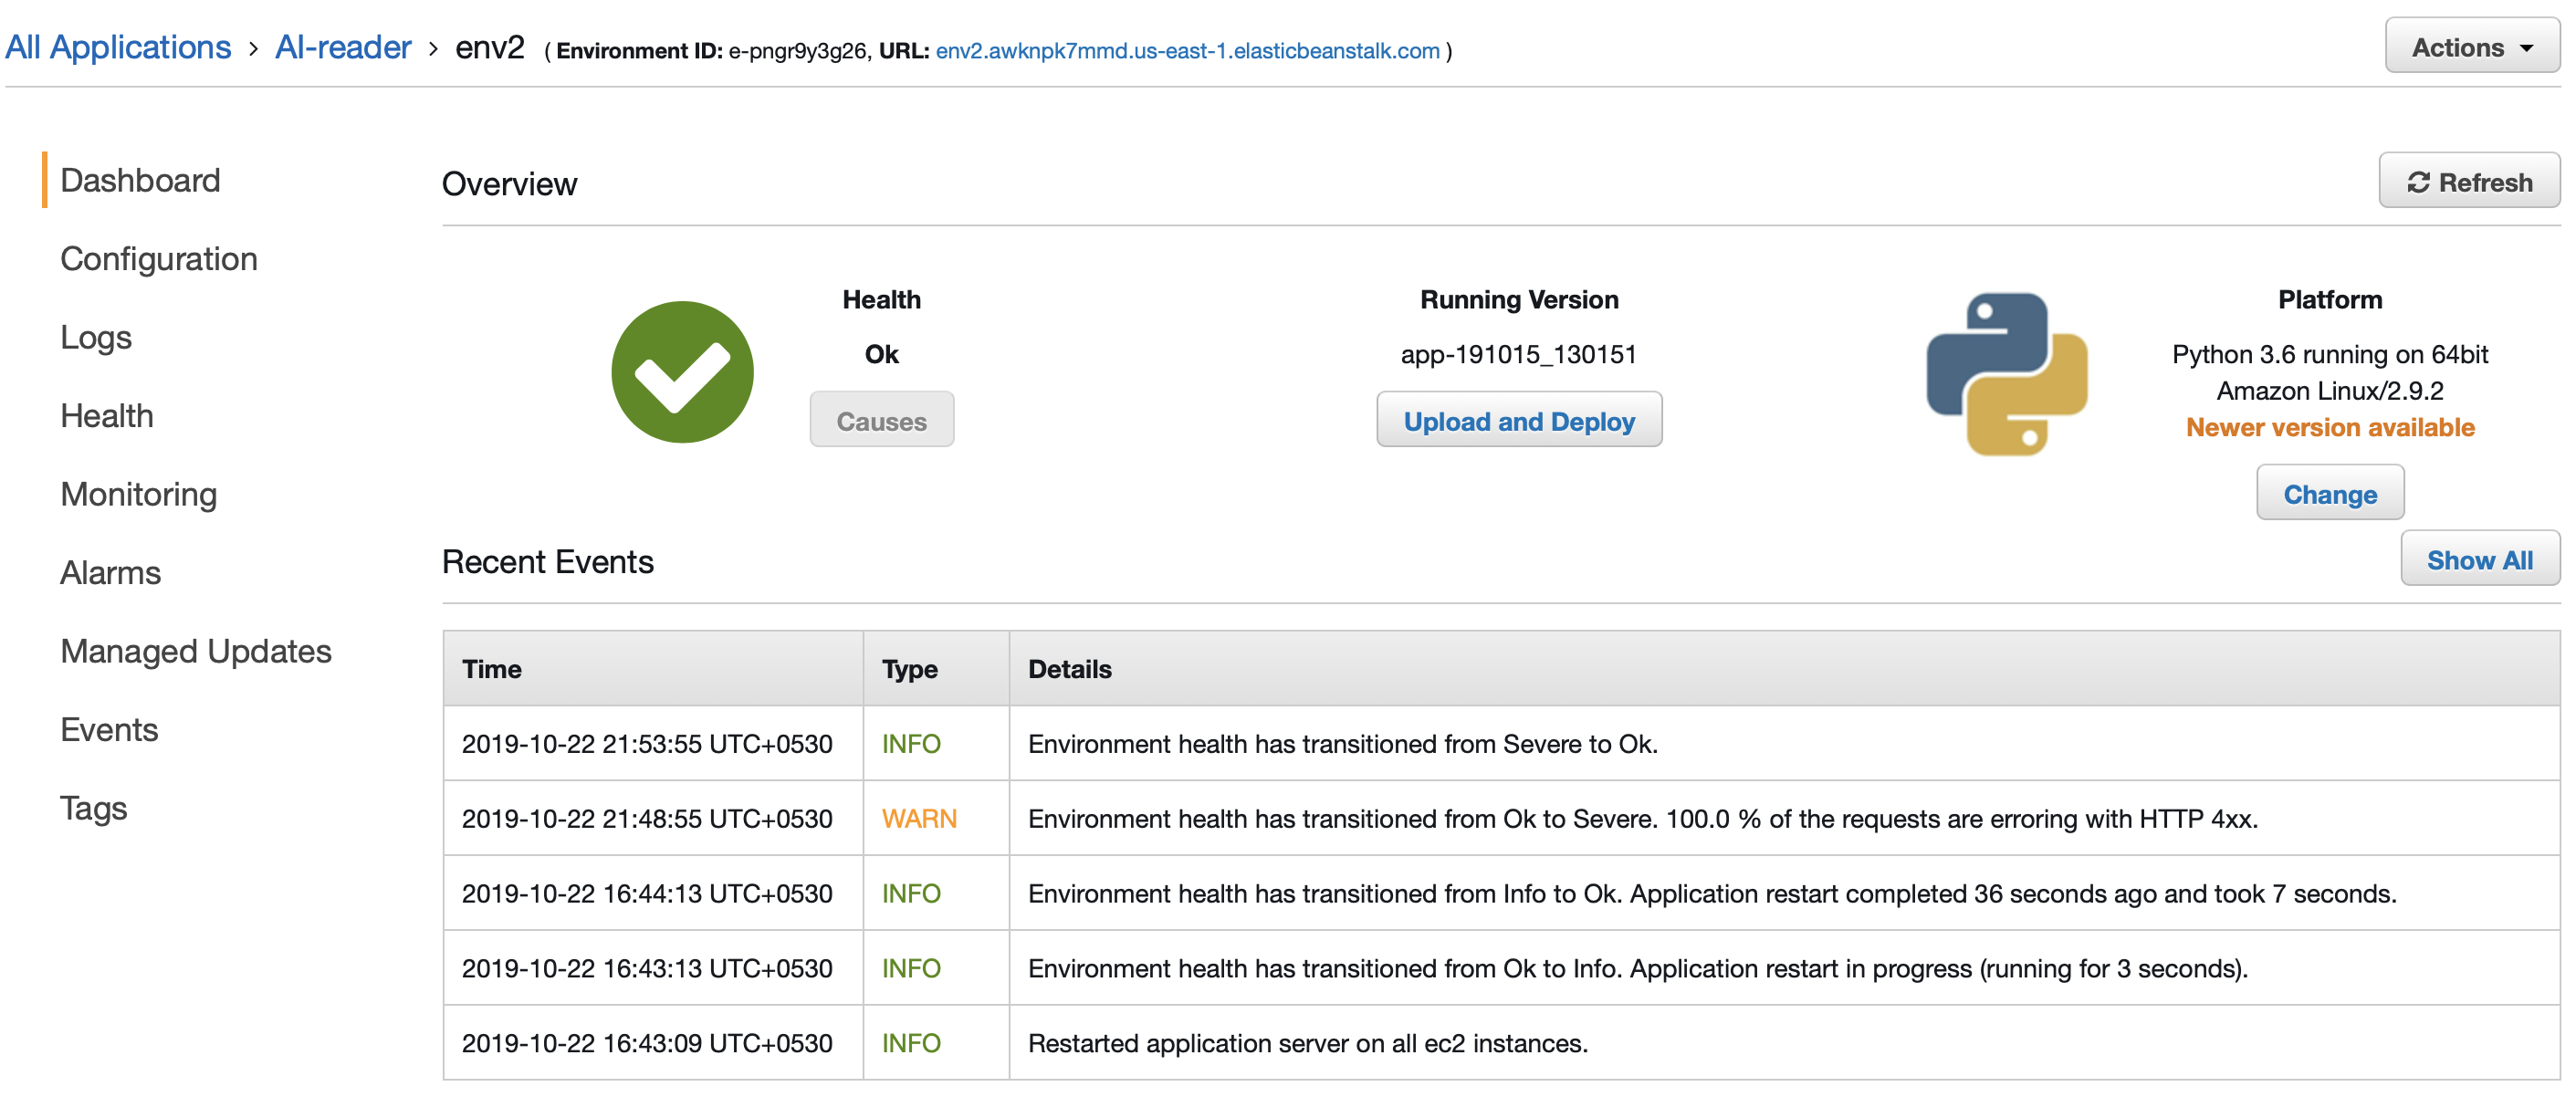 All Applications › AI-reader › env2 ( Environment ID: e-pngr9y3g26, URL: env2.awknpk7mmd.us-east-1.elasticbeanstalk.com )
Actions
Dashboard
Configuration
Logs
Health
Monitoring
Alarms
Managed Updates
Events
Tags
Overview
Refresh
Health
Ok
Causes
Running Version
app-191015_130151
Upload and Deploy
Platform
Python 3.6 running on 64bit
Amazon Linux/2.9.2
Newer version available
Change
Recent Events
Show All
Time Type Details
2019-10-22 21:53:55 UTC+0530 INFO Environment health has transitioned from Severe to Ok.
2019-10-22 21:48:55 UTC+0530 WARN Environment health has transitioned from Ok to Severe. 100.0 % of the requests are erroring with HTTP 4xx.
2019-10-22 16:44:13 UTC+0530 INFO Environment health has transitioned from Info to Ok. Application restart completed 36 seconds ago and took 7 seconds.
2019-10-22 16:43:13 UTC+0530 INFO Environment health has transitioned from Ok to Info. Application restart in progress (running for 3 seconds).
2019-10-22 16:43:09 UTC+0530 INFO Restarted application server on all ec2 instances.